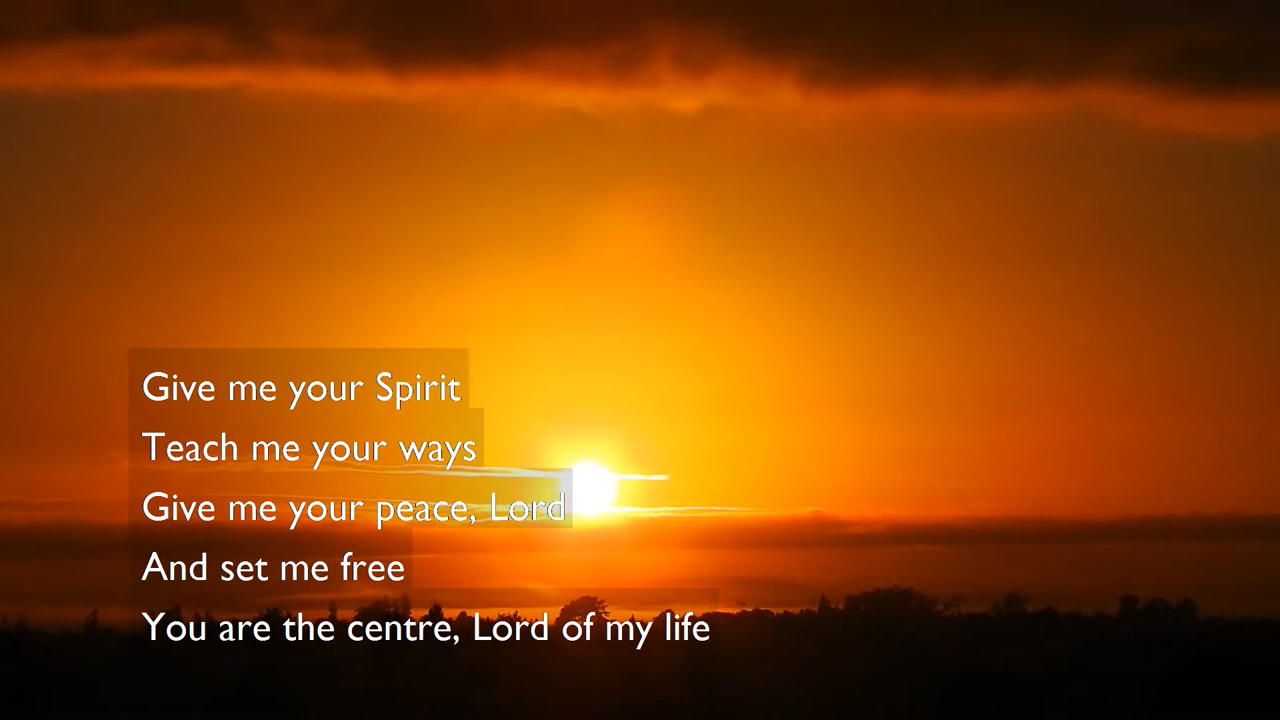 Give me your Spirit
Teach me your ways
Give me your peace, Lord
And set me free
You are the centre, Lord of my life